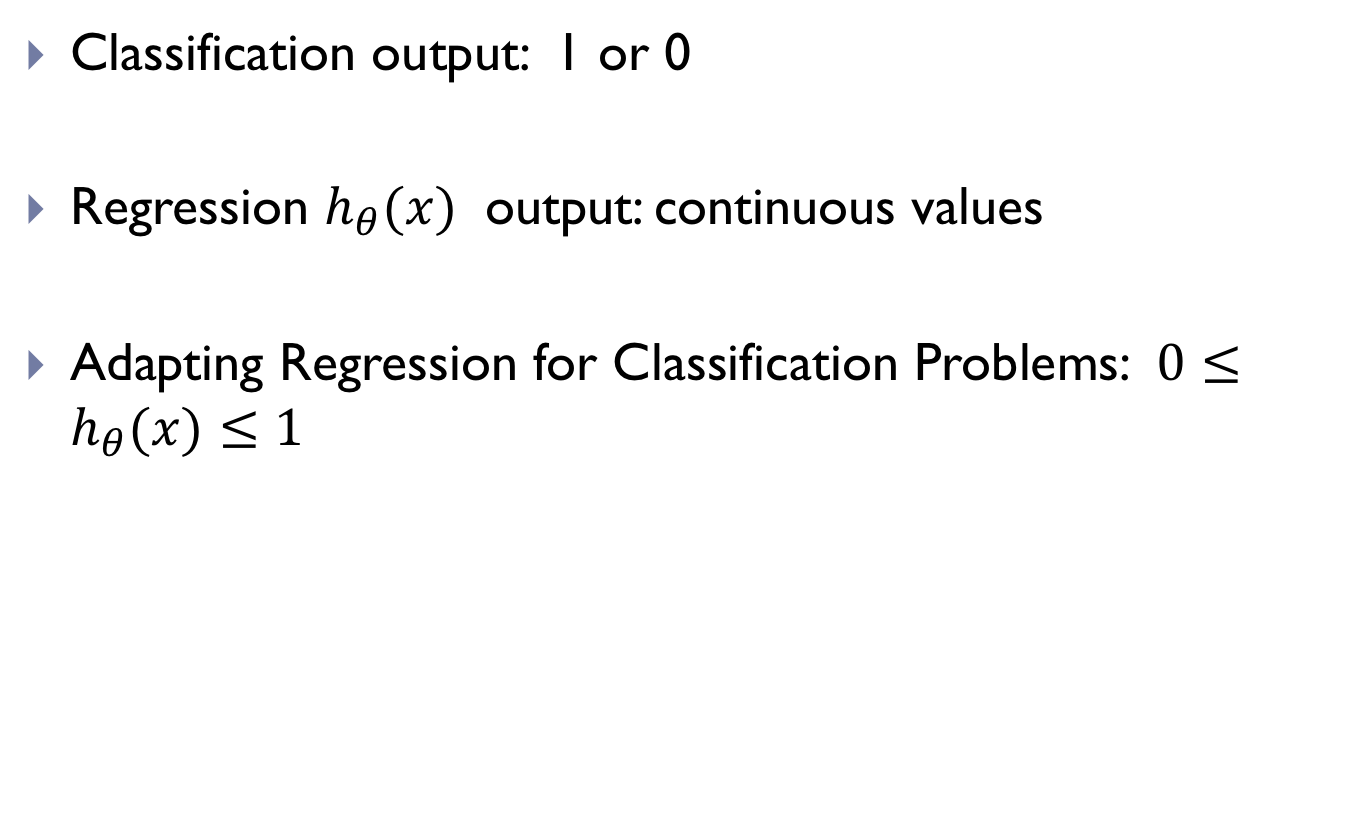 Classification output: 1 or 0
Regression ℎ𝜃(𝑥) output: continuous values
Adapting Regression for Classification Problems: 0 ≤
ℎ𝜃(𝑥) ≤ 1